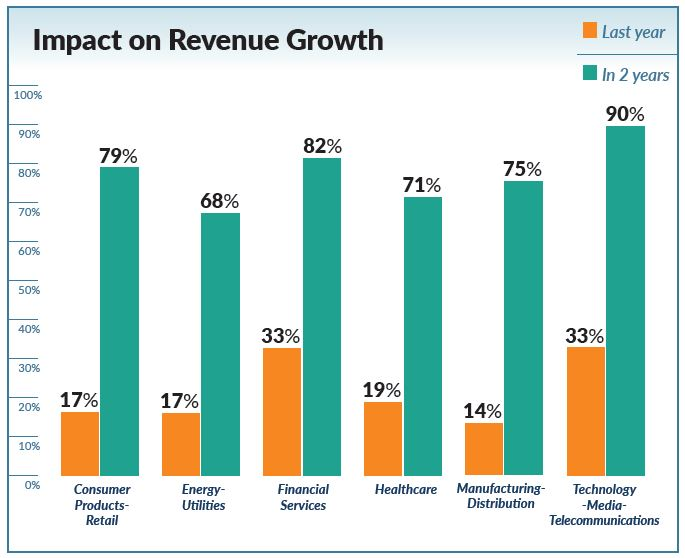 Impact on Revenue Growth
Last year
In 2 years
100%
90%
80%
70%
60%
50%
40%
30%
20%
10%
0%
17%
79%
17%
68%
33%
82%
19%
71%
14%
75%
33%
90%
Consumer
Products-
Retail
Energy-
Utilities
Financial
Services
Healthcare
Manufacturing-
Distribution
Technology
-Media-
Telecommunications